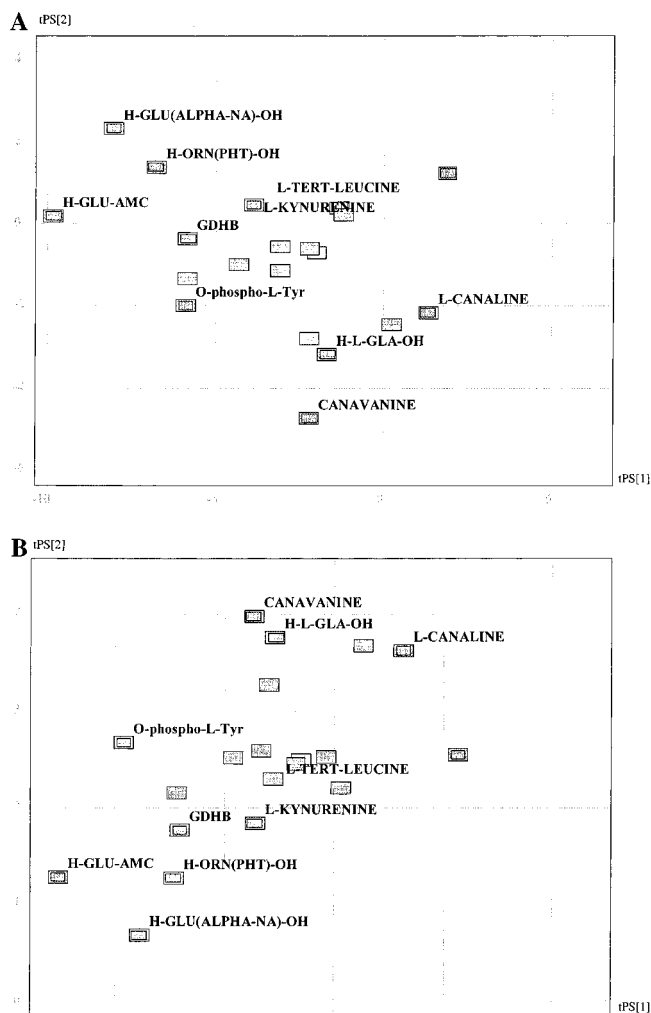 A tPS[2]
H-GLU(ALPHA-NA)-OH
H-ORN(PHT)-OH
L-TERT-LEUCINE
H-GLU-AMC
L-KYNURENINE
GDHB
O-phospho-L-Tyr
L-CANALINE
H-L-GLA-OH
CANAVANINE
tPS[1]
-10
B tPS[2]
CANAVANINE
H-L-GLA-OH
L-CANALINE
O-phospho-L-Tyr
L-TERT-LEUCINE
L-KYNURENINE
GDHB
H-GLU-AMC
H-ORN(PHT)-OH
H-GLU(ALPHA-NA)-OH
tPS[1]